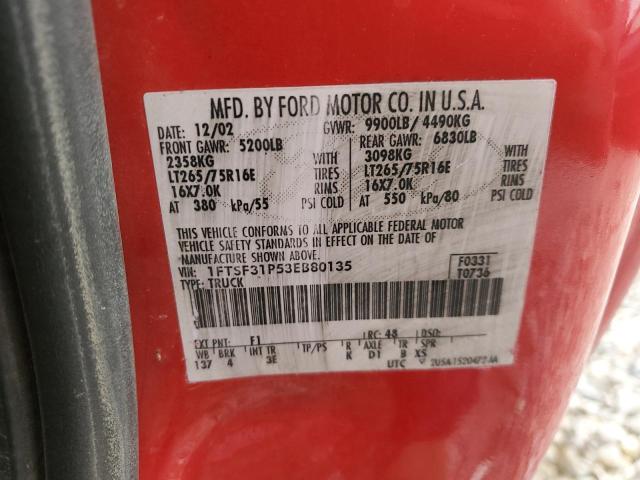 MFD. BY FORD MOTOR CO. IN U.S.A.
DATE: 12/02 GVWR: 9900LB/ 4490KG
FRONT GAWR: 5200LB REAR GAWR: 6830LB
2358KG WITH 3098KG WITH
LT265/75R16E TIRES LT265/75R16E TIRES
16X7.0K RIMS 16X7.0K RIMS
AT 380 kPa/55 PSI COLD AT 550 kPa/80 PSI COLD
THIS VEHICLE CONFORMS TO ALL APPLICABLE FEDERAL MOTOR
VEHICLE SAFETY STANDARDS IN EFFECT ON THE DATE OF
MANUFACTURE SHOWN ABOVE.
VIN: 1FTSF31P53EB80135 F0331
TYPE: TRUCK T0736
EXT PNT: F1 RC: 48 DSO:
WB BRK INT TR TP/PS R AXLE TR SPR
137 4 3E K D1 B XS
UTC